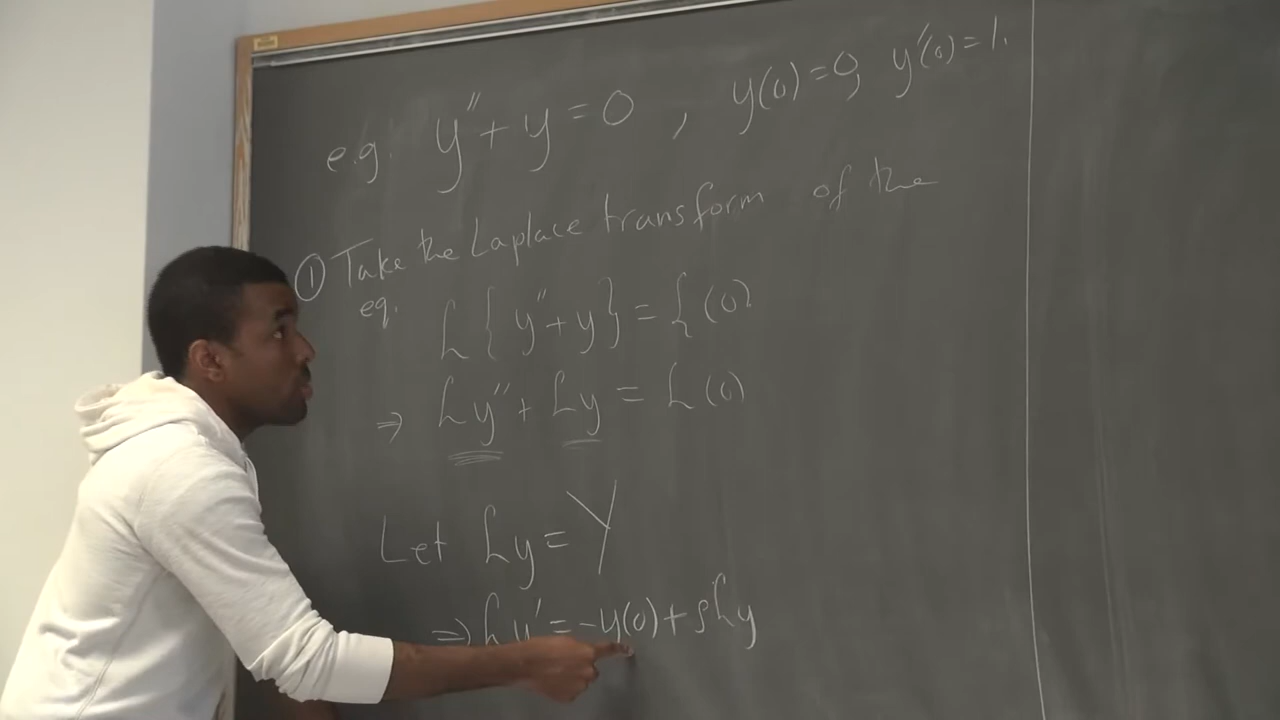 e.g. y'' + y = 0 , y(0) = 0, y'(0) = 1.
① Take the Laplace transform of the
eq. L{y'' + y} = {(0)
⇒ Ly'' + Ly = L(0)
Let Ly = Y
⇒ Ly' = -y(0) + sLy